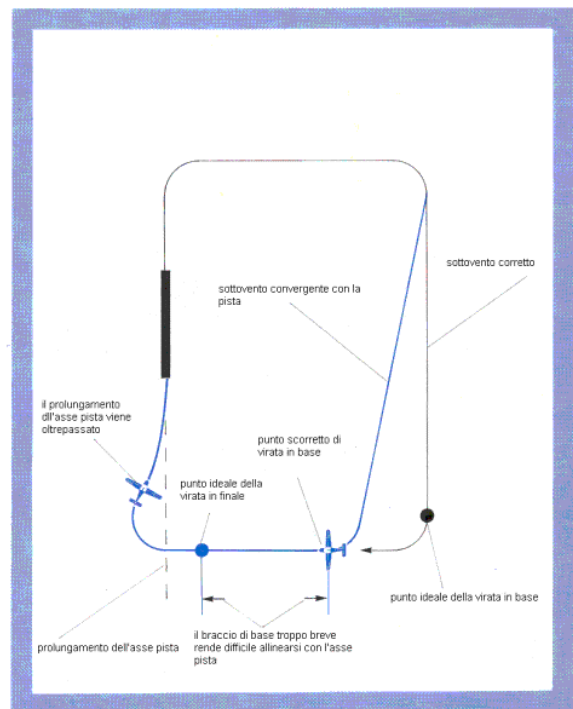 sottovento corretto
sottovento convergente con la
pista
il prolungamento
dll'asse pista viene
oltrepassato
punto scorretto di
virata in base
punto ideale della
virata in finale
punto ideale della virata in base
il braccio di base troppo breve
rende difficile allinearsi con l'asse
pista
prolungamento dell'asse pista